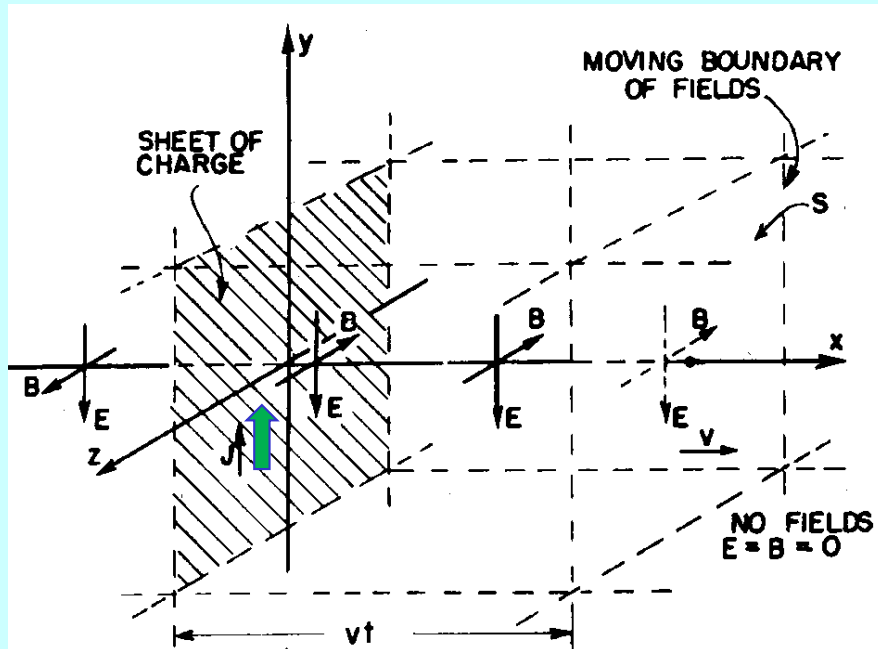 y
MOVING BOUNDARY
OF FIELDS
SHEET OF
CHARGE
S
B
B
B
x
B
E
E
E
E
J
z
v
NO FIELDS
E = B = 0
vt